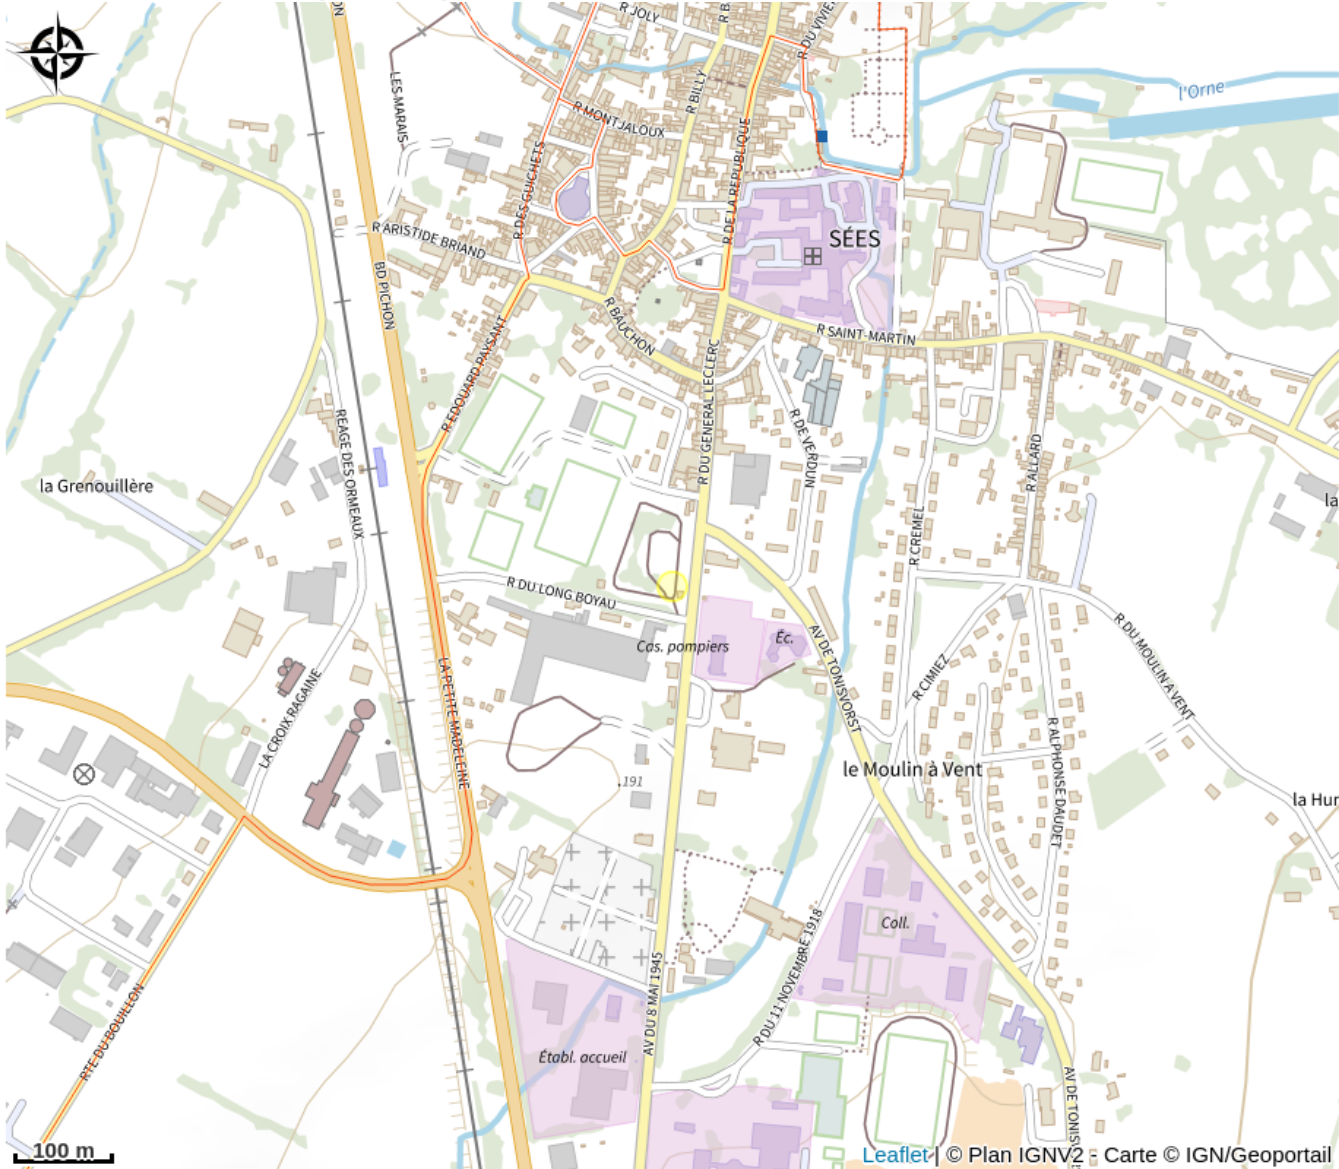 R JOLY
R DU VIVIER
R BILLY
LES MARAIS
l'Orne
R MONTJALOUX
R DES GUICHETS
R DE LA REPUBLIQUE
R ARISTIDE BRIAND
SÉES
BD PICHON
R BAUCHON
R SAINT-MARTIN
R EDOUARD PAYSANT
R DU GENERAL LECLERC
R DE VERDUN
REAGE DES ORMEAUX
R ALLARD
la Grenouillère
la
R CREMEL
R DU LONG BOYAU
Cas. pompiers
Éc.
AV DE TONISVORST
R DU MOULIN A VENT
R CIMIEZ
LA CROIX RAGAINE
LA PETITE MADELEINE
R ALPHONSE DAUDET
le Moulin à Vent
.191
la Hur
Coll.
R DU 11 NOVEMBRE 1918
AV DU 8 MAI 1945
RTE DU BOUILLON
Établ. accueil
AV DE TONISV
100 m
Leaflet | © Plan IGNV2 - Carte © IGN/Geoportail